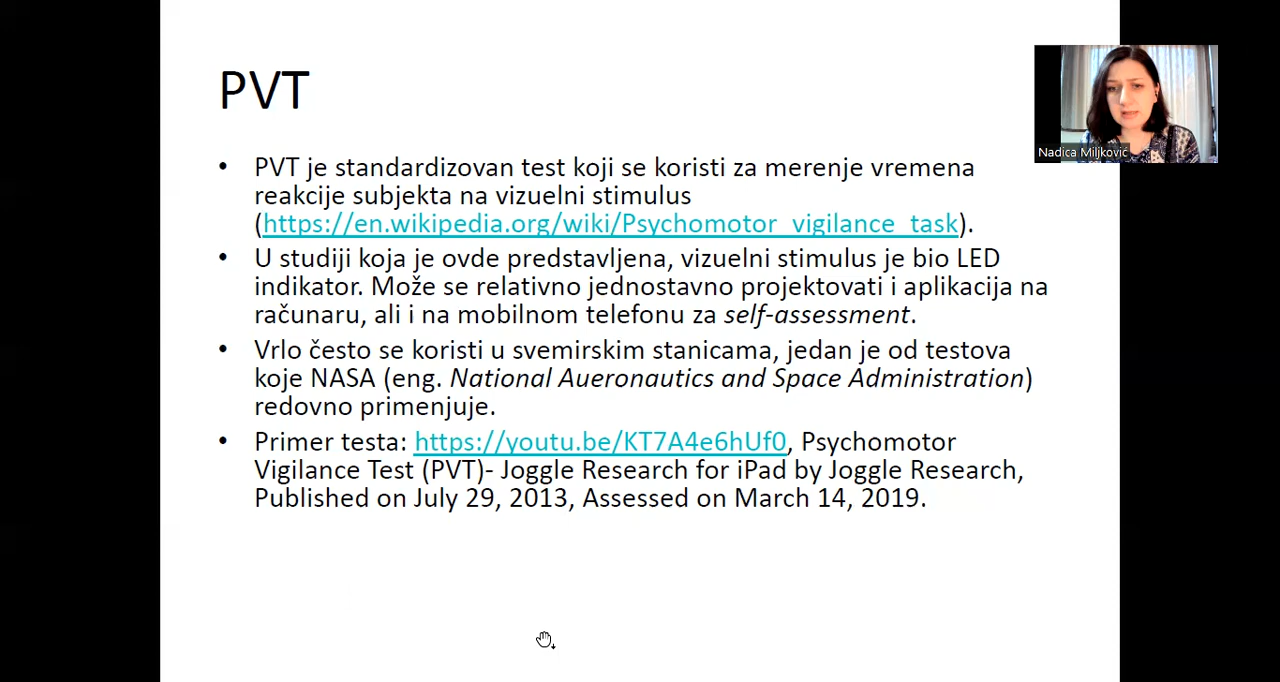 PVT
Nadica Miljković
• PVT je standardizovan test koji se koristi za merenje vremena
reakcije subjekta na vizuelni stimulus
(https://en.wikipedia.org/wiki/Psychomotor_vigilance_task).
• U studiji koja je ovde predstavljena, vizuelni stimulus je bio LED
indikator. Može se relativno jednostavno projektovati i aplikacija na
računaru, ali i na mobilnom telefonu za self-assessment.
• Vrlo često se koristi u svemirskim stanicama, jedan je od testova
koje NASA (eng. National Aueronautics and Space Administration)
redovno primenjuje.
• Primer testa: https://youtu.be/KT7A4e6hUf0, Psychomotor
Vigilance Test (PVT)- Joggle Research for iPad by Joggle Research,
Published on July 29, 2013, Assessed on March 14, 2019.